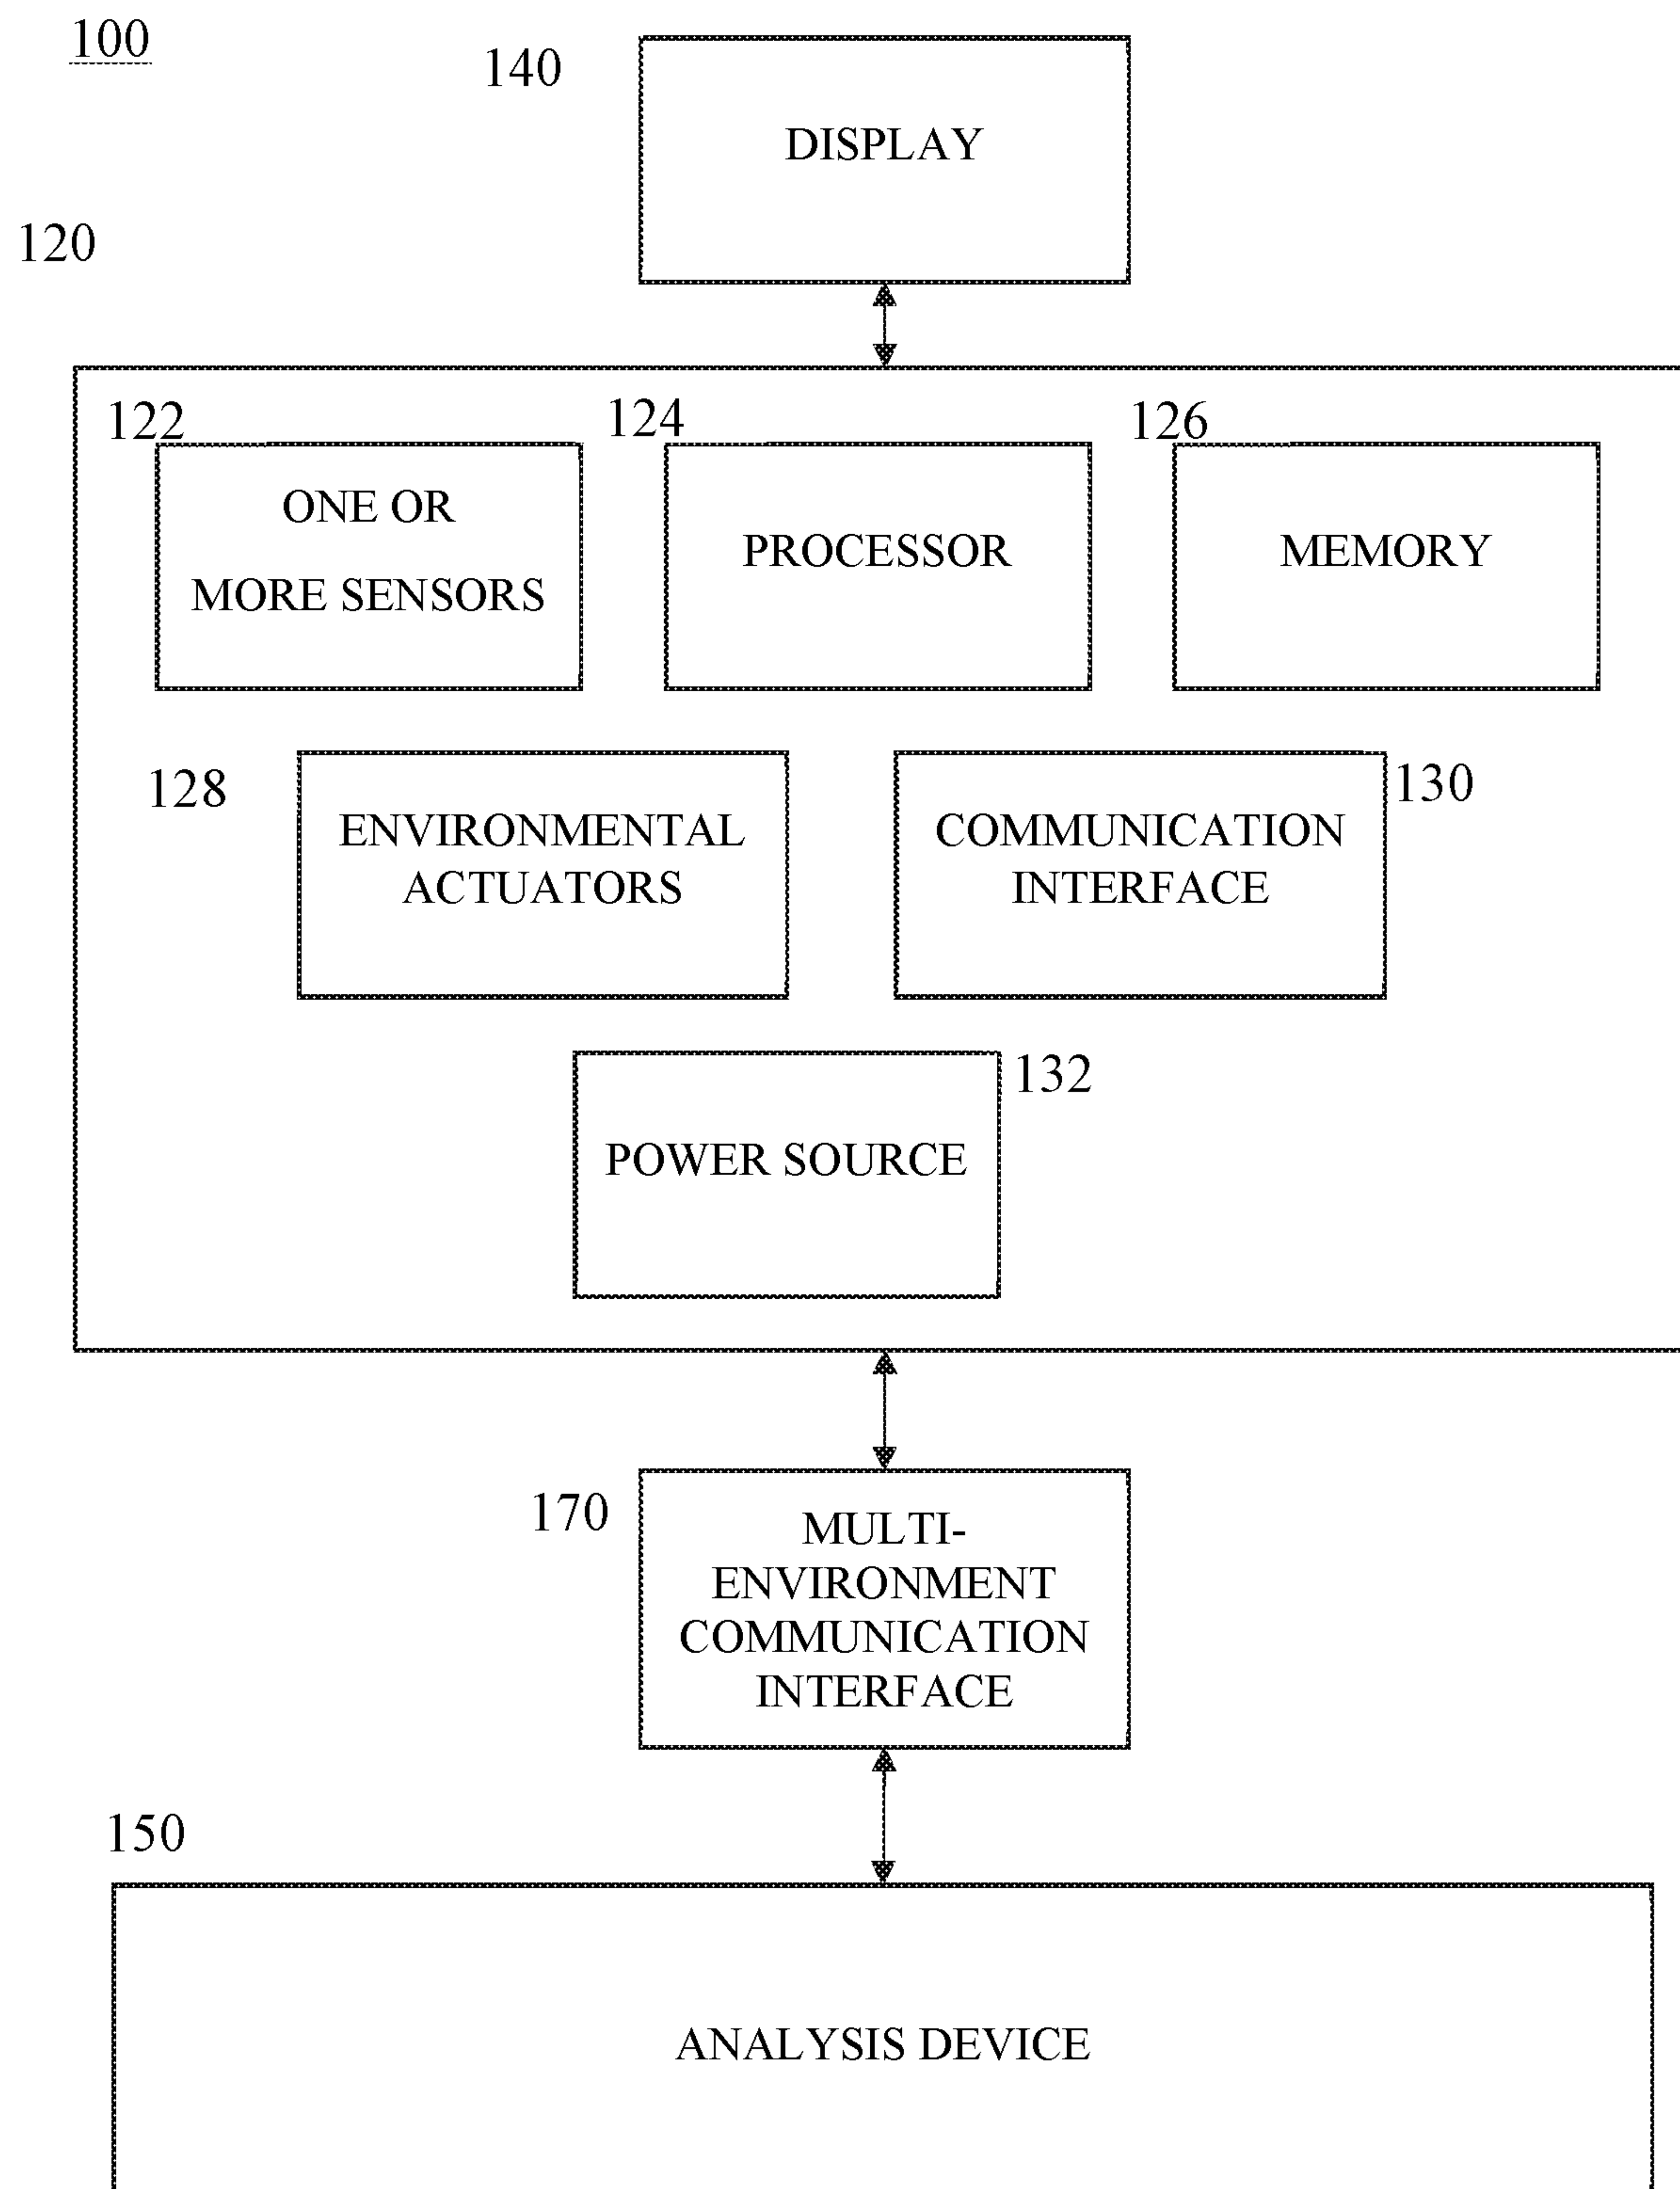 100
140
DISPLAY
120
122
124
126
ONE OR
MORE SENSORS
PROCESSOR
MEMORY
128
130
ENVIRONMENTAL
ACTUATORS
COMMUNICATION
INTERFACE
132
POWER SOURCE
170
MULTI-
ENVIRONMENT
COMMUNICATION
INTERFACE
150
ANALYSIS DEVICE